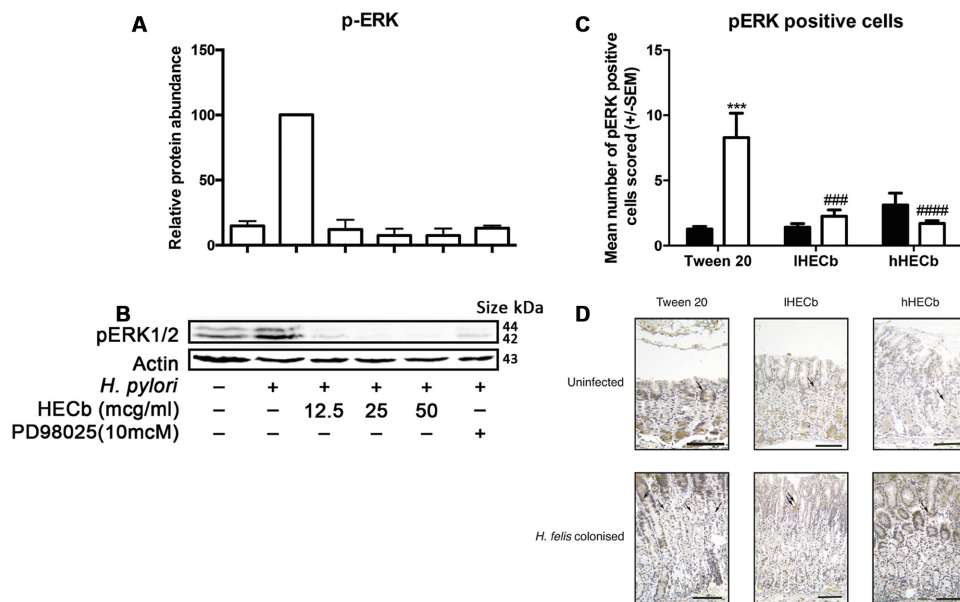 A
p-ERK
Relative protein abundance
150
100
50
0
B
Size kDa
pERK1/2
44
42
Actin
43
H. pylori – + + + + +
HECb (mcg/ml) – – 12.5 25 50 –
PD98025(10mcM) – – – – – +
C
pERK positive cells
Mean number of pERK positive
cells scored (+/-SEM)
15
10
5
0
***
###
####
Tween 20 lHECb hHECb
D
Tween 20 lHECb hHECb
Uninfected
H. felis colonised